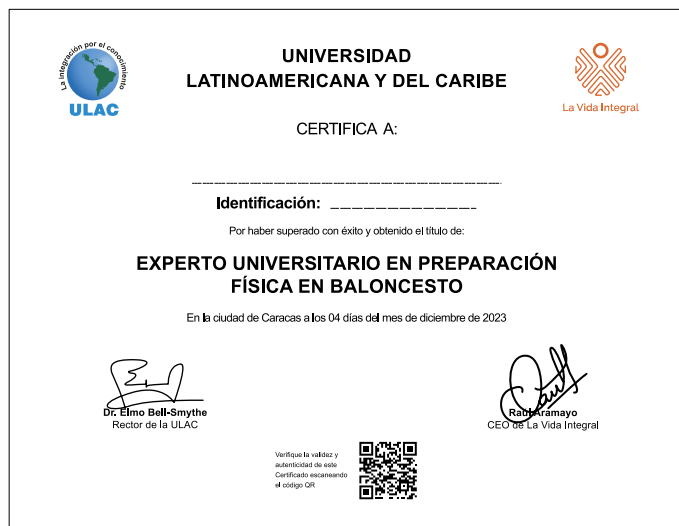 La integración por el conocimiento
ULAC
UNIVERSIDAD
LATINOAMERICANA Y DEL CARIBE
La Vida Integral
CERTIFICA A:
Identificación:
Por haber superado con éxito y obtenido el título de:
EXPERTO UNIVERSITARIO EN PREPARACIÓN
FÍSICA EN BALONCESTO
En la ciudad de Caracas a los 04 días del mes de diciembre de 2023
Dr. Elmo Bell-Smythe
Rector de la ULAC
Raúl Aramayo
CEO de La Vida Integral
Verifique la validez y
autenticidad de este
Certificado escaneando
el código QR